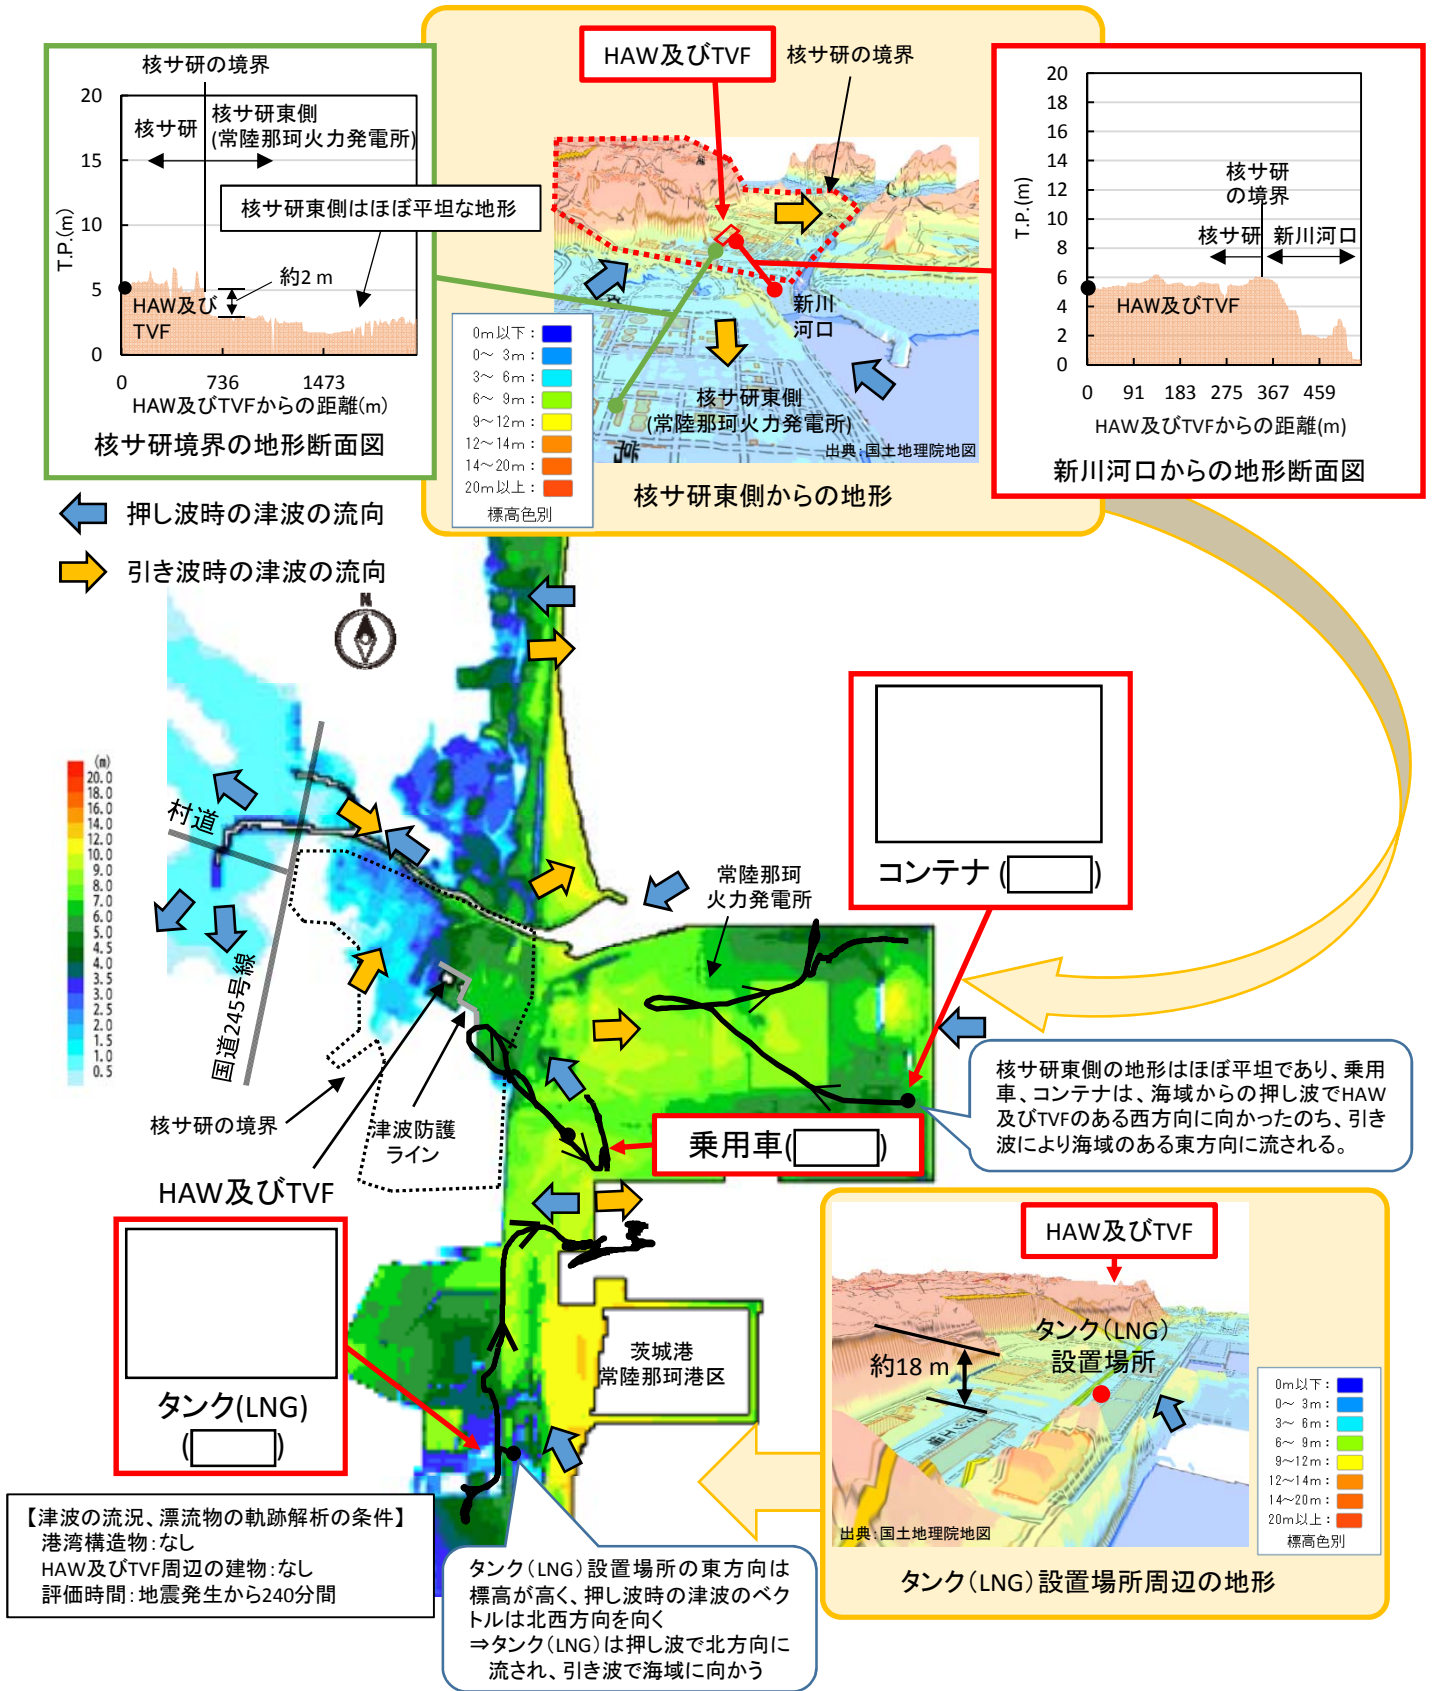 核サ研の境界
20
15
10
5
0
T.P.(m)
核サ研
核サ研東側
(常陸那珂火力発電所)
核サ研東側はほぼ平坦な地形
約2 m
HAW及び
TVF
0
736
1473
HAW及びTVFからの距離(m)
核サ研境界の地形断面図
HAW及びTVF
核サ研の境界
新川
河口
核サ研東側
(常陸那珂火力発電所)
出典:国土地理院地図
0m以下:
0~ 3m:
3~ 6m:
6~ 9m:
9~12m:
12~14m:
14~20m:
20m以上:
標高色別
核サ研東側からの地形
20
18
16
14
12
10
8
6
4
2
0
T.P.(m)
核サ研
の境界
核サ研
新川河口
HAW及びTVF
0
91
183
275
367
459
HAW及びTVFからの距離(m)
新川河口からの地形断面図
押し波時の津波の流向
引き波時の津波の流向
N
(m)
20.0
18.0
16.0
14.0
12.0
10.0
9.0
8.0
7.0
6.0
5.0
4.5
4.0
3.5
3.0
2.5
2.0
1.5
1.0
0.5
村道
国道245号線
核サ研の境界
津波防護
ライン
HAW及びTVF
常陸那珂
火力発電所
コンテナ( )
乗用車( )
核サ研東側の地形はほぼ平坦であり、乗用
車、コンテナは、海域からの押し波でHAW
及びTVFのある西方向に向かったのち、引き
波により海域のある東方向に流される。
タンク(LNG)
( )
茨城港
常陸那珂港区
HAW及びTVF
タンク(LNG)
設置場所
約18 m
出典:国土地理院地図
0m以下:
0~ 3m:
3~ 6m:
6~ 9m:
9~12m:
12~14m:
14~20m:
20m以上:
標高色別
タンク(LNG)設置場所周辺の地形
【津波の流況、漂流物の軌跡解析の条件】
港湾構造物:なし
HAW及びTVF周辺の建物:なし
評価時間:地震発生から240分間
タンク(LNG)設置場所の東方向は
標高が高く、押し波時の津波のベク
トルは北西方向を向く
⇒タンク(LNG)は押し波で北方向に
流され、引き波で海域に向かう